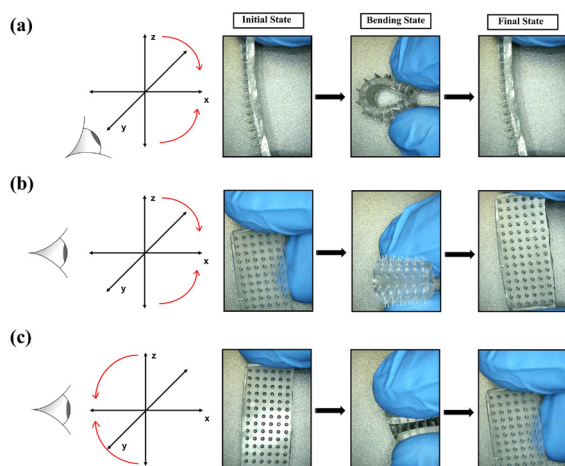 Initial State
Bending State
Final State
(a)
z
x
y
(b)
z
x
y
(c)
z
x
y